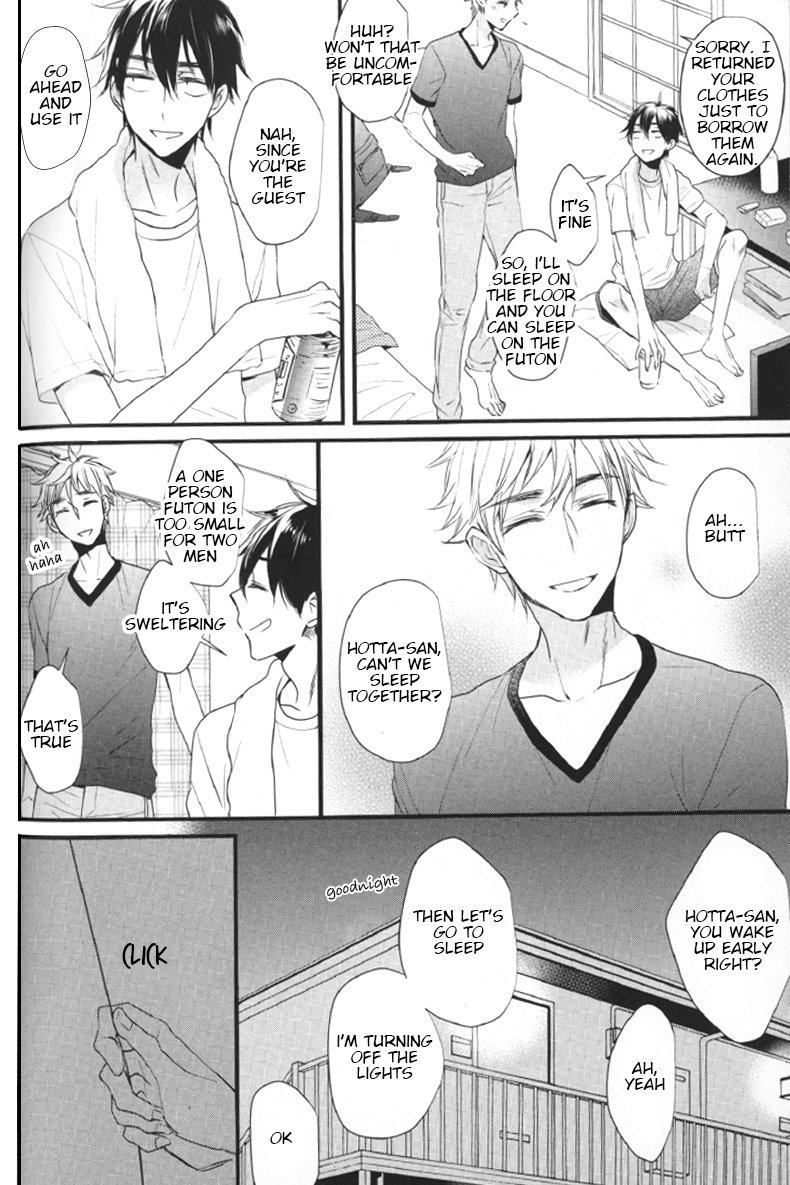 SORRY. I
RETURNED
YOUR
CLOTHES
JUST TO
BORROW
THEM
AGAIN.
IT'S
FINE
SO, I'LL
SLEEP ON
THE FLOOR
AND YOU
CAN SLEEP
ON THE
FUTON
HUH?
WON'T THAT
BE UNCOM-
FORTABLE
NAH,
SINCE
YOU'RE
THE
GUEST
GO
AHEAD
AND
USE IT
AH...
BUTT
HOTTA-SAN,
CAN'T WE
SLEEP
TOGETHER?
A ONE
PERSON
FUTON IS
TOO SMALL
FOR TWO
MEN
IT'S
SWELTERING
ah
haha
THAT'S
TRUE
HOTTA-SAN,
YOU WAKE
UP EARLY
RIGHT?
AH,
YEAH
THEN LET'S
GO TO
SLEEP
goodnight
I'M TURNING
OFF THE
LIGHTS
OK
CLICK